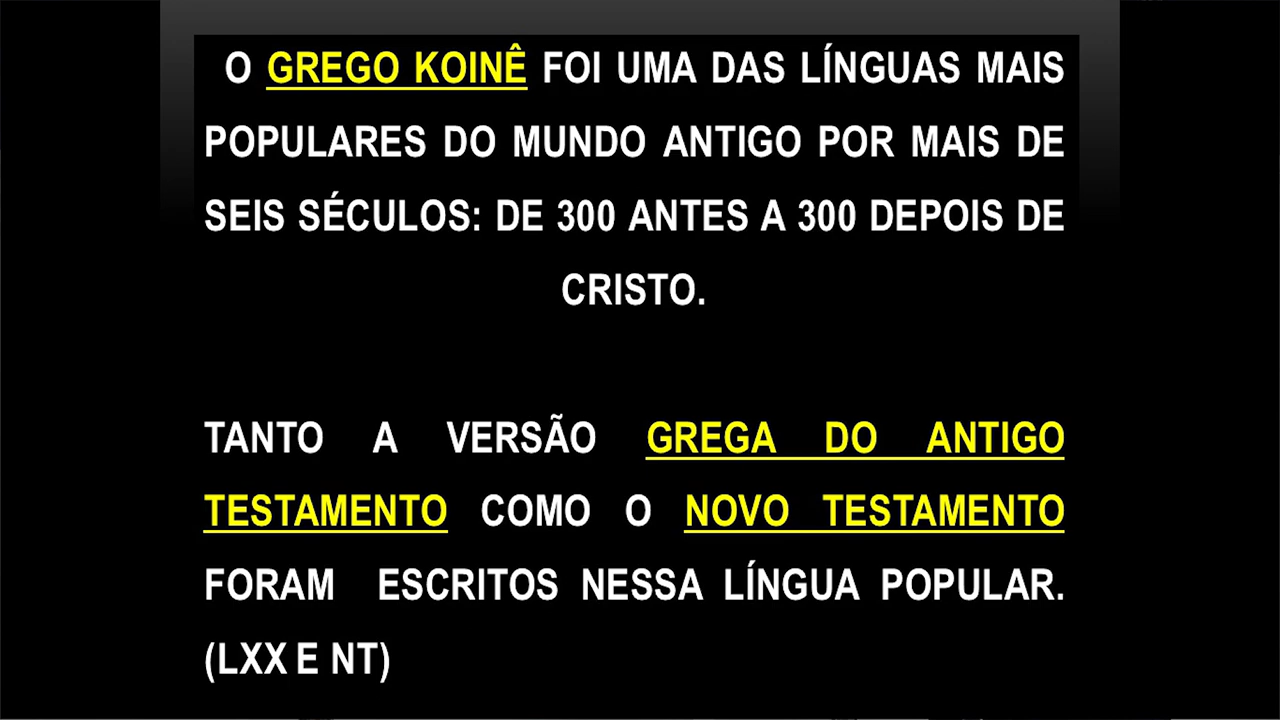 O GREGO KOINÊ FOI UMA DAS LÍNGUAS MAIS
POPULARES DO MUNDO ANTIGO POR MAIS DE
SEIS SÉCULOS: DE 300 ANTES A 300 DEPOIS DE
CRISTO.
TANTO A VERSÃO GREGA DO ANTIGO
TESTAMENTO COMO O NOVO TESTAMENTO
FORAM ESCRITOS NESSA LÍNGUA POPULAR.
(LXX E NT)